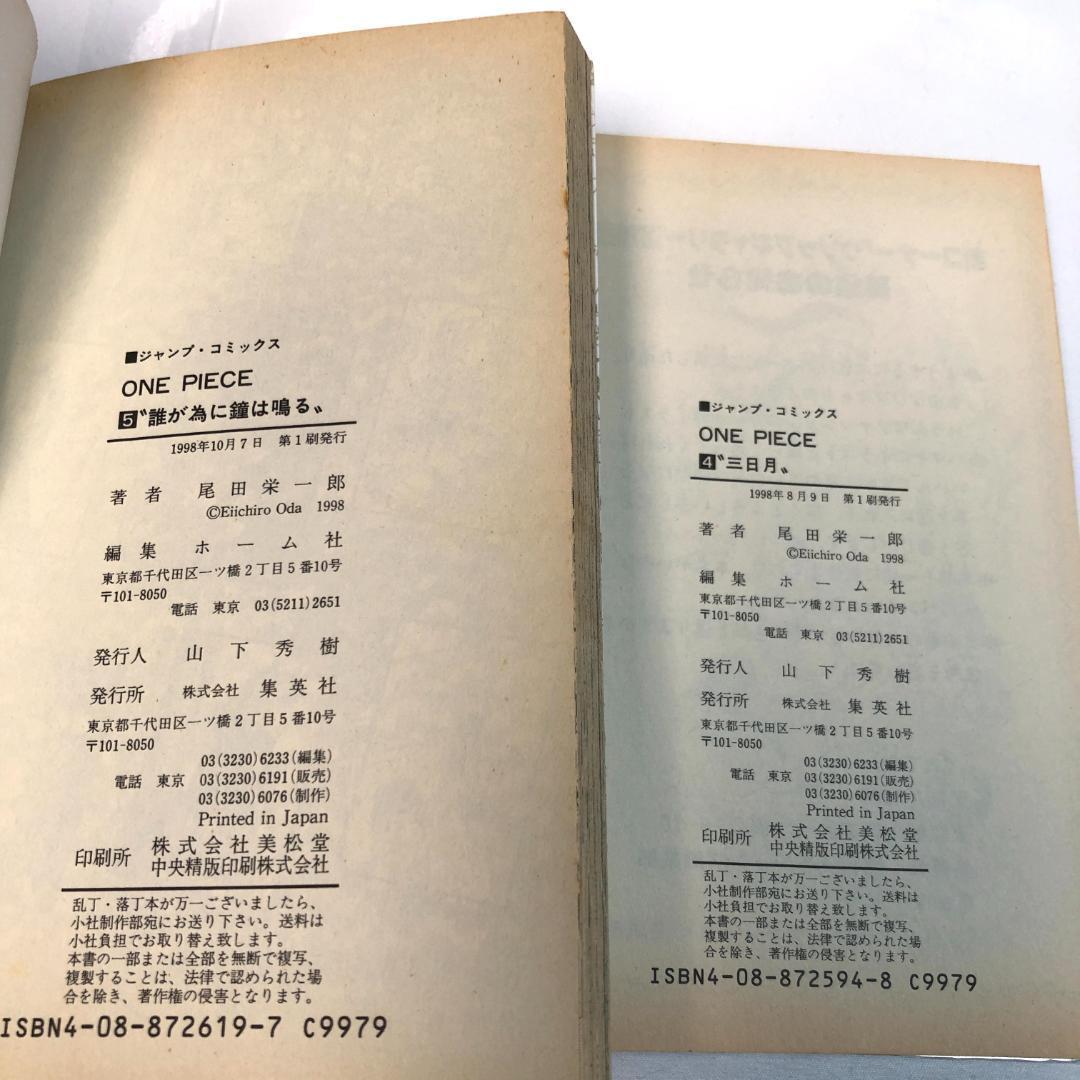 ■ジャンプ・コミックス
ONE PIECE
5 〝誰が為に鐘は鳴る〟
1998年10月7日 第1刷発行
著者 尾田栄一郎
©Eiichiro Oda 1998
編集 ホーム社
東京都千代田区一ツ橋2丁目5番10号
〒101-8050
電話 東京 03(5211)2651
発行人 山下秀樹
発行所 株式会社 集英社
東京都千代田区一ツ橋2丁目5番10号
〒101-8050
03(3230)6233(編集)
電話 東京 03(3230)6191(販売)
03(3230)6076(制作)
Printed in Japan
印刷所 株式会社美松堂
中央精版印刷株式会社
乱丁・落丁本が万一ございましたら、
小社制作部宛にお送り下さい。送料は
小社負担でお取り替え致します。
本書の一部または全部を無断で複写、
複製することは、法律で認められた場
合を除き、著作権の侵害となります。
ISBN4-08-872619-7 C9979
■ジャンプ・コミックス
ONE PIECE
4 〝三日月〟
1998年8月9日 第1刷発行
著者 尾田栄一郎
©Eiichiro Oda 1998
編集 ホーム社
東京都千代田区一ツ橋2丁目5番10号
〒101-8050
電話 東京 03(5211)2651
発行人 山下秀樹
発行所 株式会社 集英社
東京都千代田区一ツ橋2丁目5番10号
〒101-8050
03(3230)6233(編集)
電話 東京 03(3230)6191(販売)
03(3230)6076(制作)
Printed in Japan
印刷所 株式会社美松堂
中央精版印刷株式会社
乱丁・落丁本が万一ございましたら、
小社制作部宛にお送り下さい。送料は
小社負担でお取り替え致します。
本書の一部または全部を無断で複写、
複製することは、法律で認められた場
合を除き、著作権の侵害となります。
ISBN4-08-872594-8 C9979